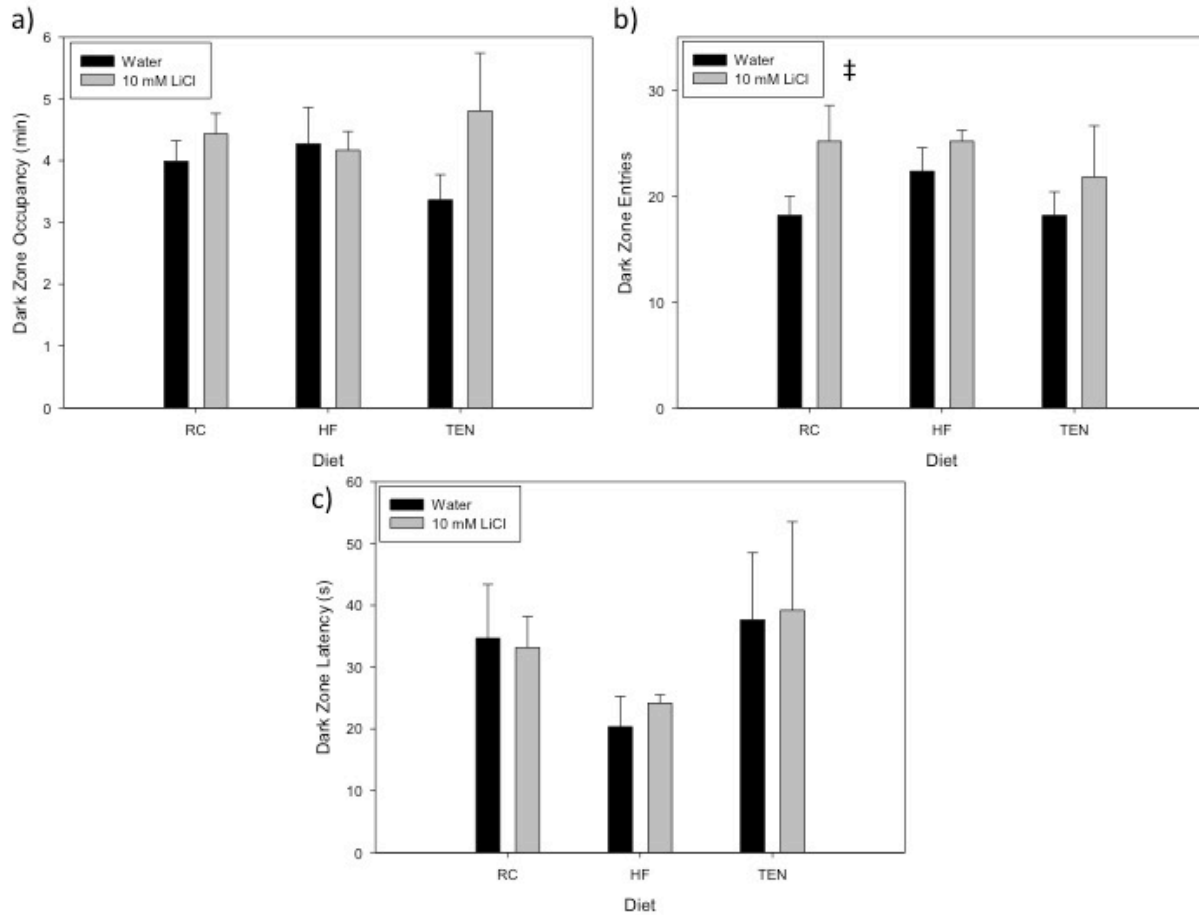 a)
6
5
4
3
2
1
0
Dark Zone Occupancy (min)
Water
10 mM LiCl
RC HF TEN
Diet
b)
30
20
10
0
Dark Zone Entries
Water
10 mM LiCl
‡
RC HF TEN
Diet
c)
60
50
40
30
20
10
0
Dark Zone Latency (s)
Water
10 mM LiCl
RC HF TEN
Diet